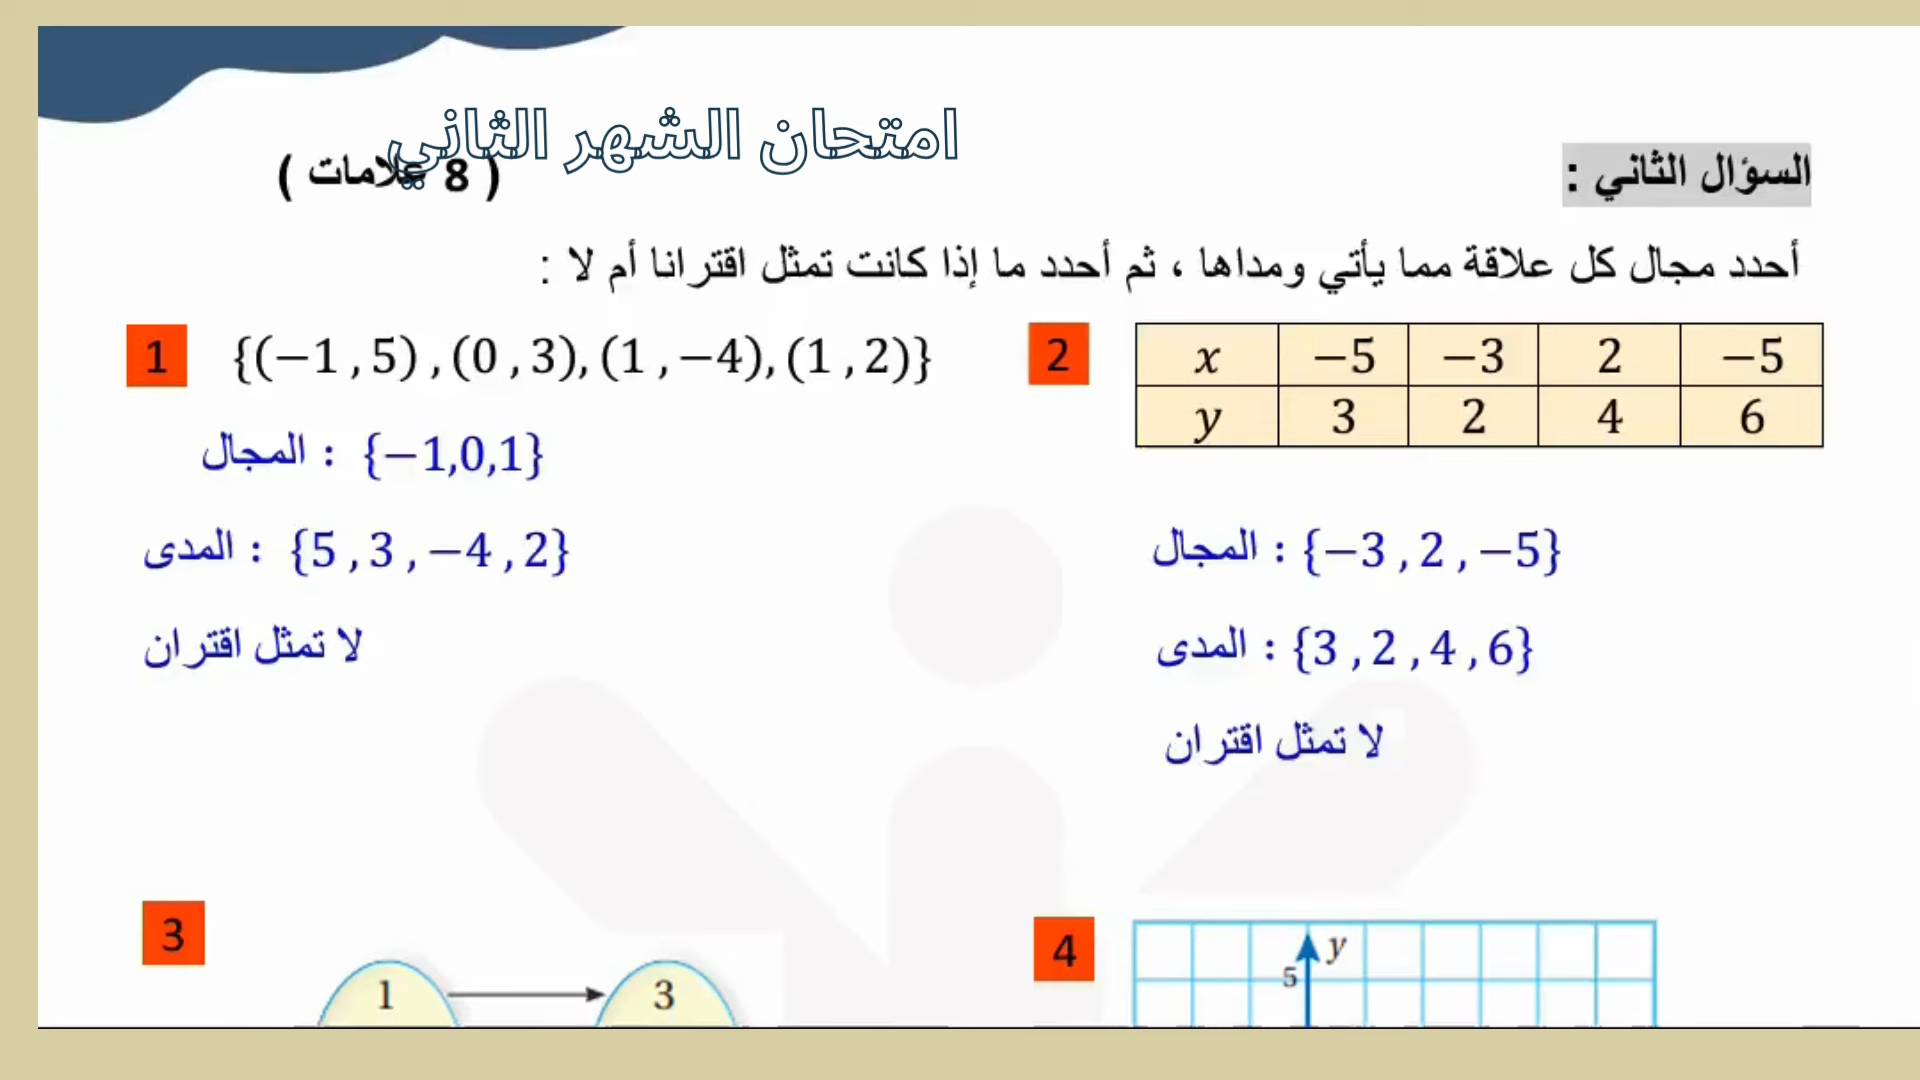 امتحان الشهر الثاني
السؤال الثاني : ( 8 علامات )
أحدد مجال كل علاقة مما يأتي ومداها ، ثم أحدد ما إذا كانت تمثل اقترانا أم لا :
1 {(−1 , 5) , (0 , 3), (1 , −4), (1 , 2)}
المجال : {−1,0,1}
المدى : {5 , 3 , −4 , 2}
لا تمثل اقتران
2
x −5 −3 2 −5
y 3 2 4 6
المجال : {−3 , 2 , −5}
المدى : {3 , 2 , 4 , 6}
لا تمثل اقتران
3
1 3
4
y
5